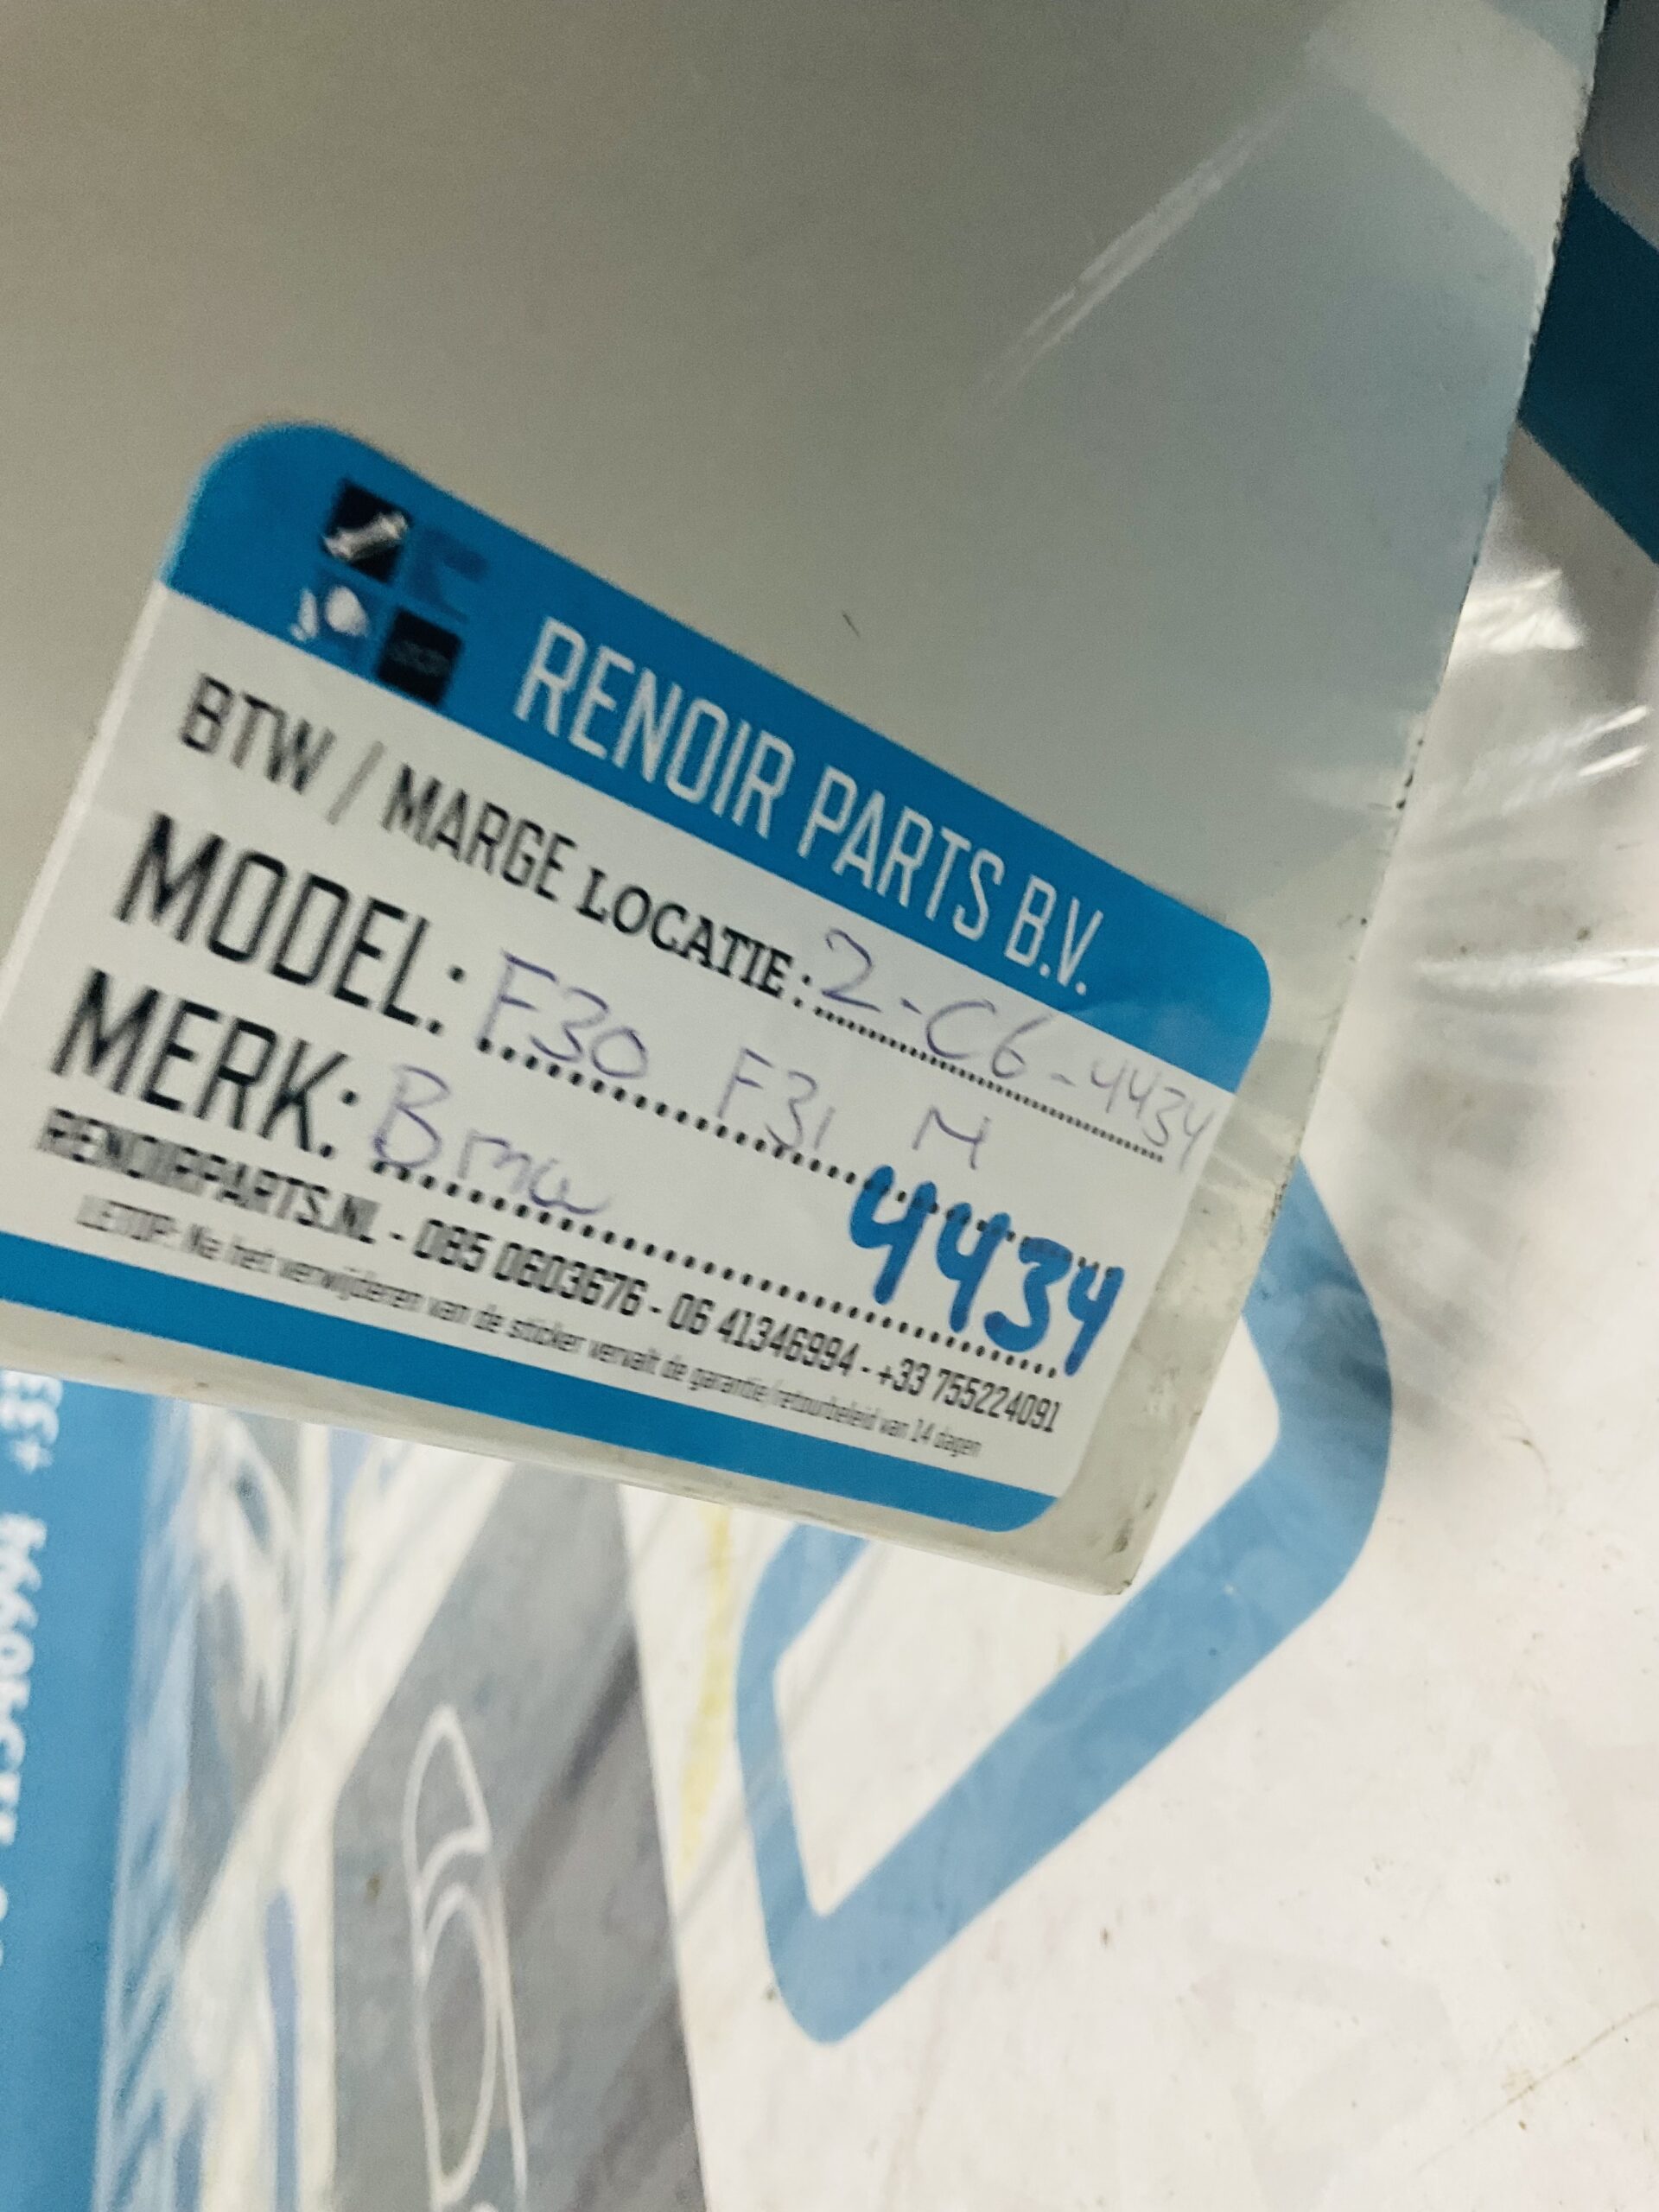 RENOIR PARTS B.V.
BTW / MARGE LOCATIE: 2-C6-4434
MODEL: F30 F31 M
MERK: Bmw
4434
RENOIRPARTS.NL - 085 0603676 - 06 41346994 - +33 755224091
LET OP: Na het verwijderen van de sticker vervalt de garantie/retourbeleid van 14 dagen